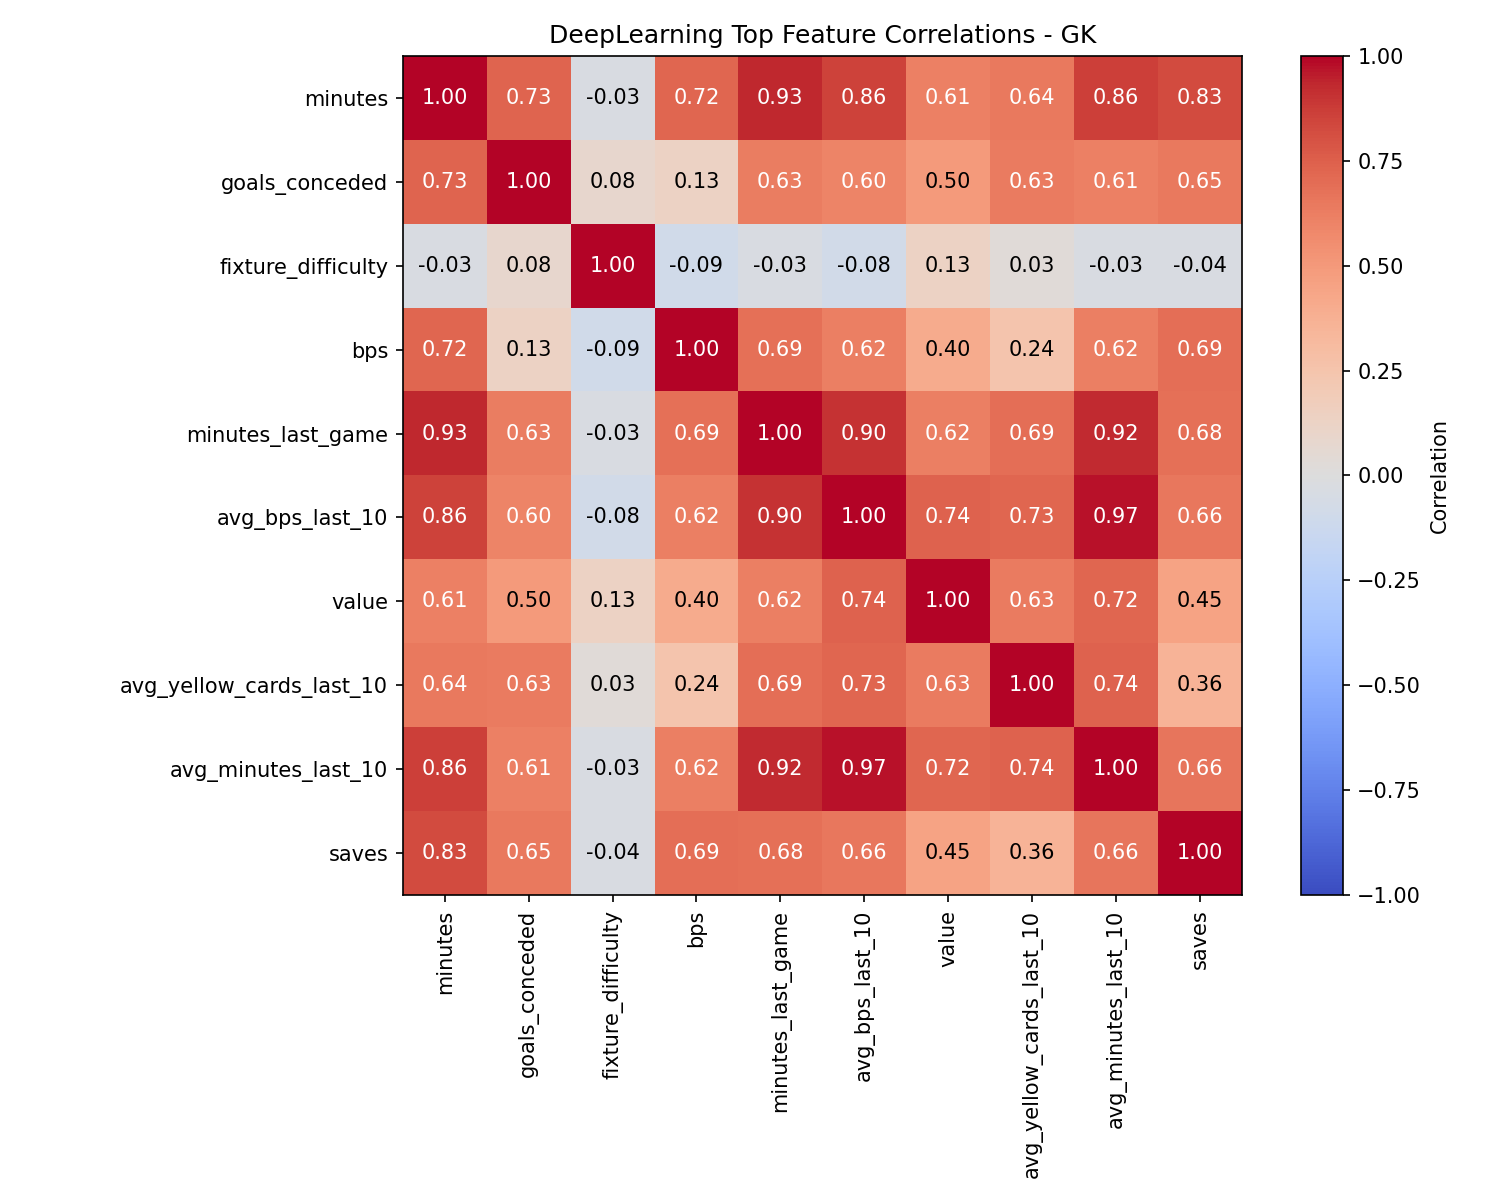 DeepLearning Top Feature Correlations - GK
minutes 1.00 0.73 -0.03 0.72 0.93 0.86 0.61 0.64 0.86 0.83
goals_conceded 0.73 1.00 0.08 0.13 0.63 0.60 0.50 0.63 0.61 0.65
fixture_difficulty -0.03 0.08 1.00 -0.09 -0.03 -0.08 0.13 0.03 -0.03 -0.04
bps 0.72 0.13 -0.09 1.00 0.69 0.62 0.40 0.24 0.62 0.69
minutes_last_game 0.93 0.63 -0.03 0.69 1.00 0.90 0.62 0.69 0.92 0.68
avg_bps_last_10 0.86 0.60 -0.08 0.62 0.90 1.00 0.74 0.73 0.97 0.66
value 0.61 0.50 0.13 0.40 0.62 0.74 1.00 0.63 0.72 0.45
avg_yellow_cards_last_10 0.64 0.63 0.03 0.24 0.69 0.73 0.63 1.00 0.74 0.36
avg_minutes_last_10 0.86 0.61 -0.03 0.62 0.92 0.97 0.72 0.74 1.00 0.66
saves 0.83 0.65 -0.04 0.69 0.68 0.66 0.45 0.36 0.66 1.00
minutes
goals_conceded
fixture_difficulty
bps
minutes_last_game
avg_bps_last_10
value
avg_yellow_cards_last_10
avg_minutes_last_10
saves
1.00
0.75
0.50
0.25
0.00
−0.25
−0.50
−0.75
−1.00
Correlation